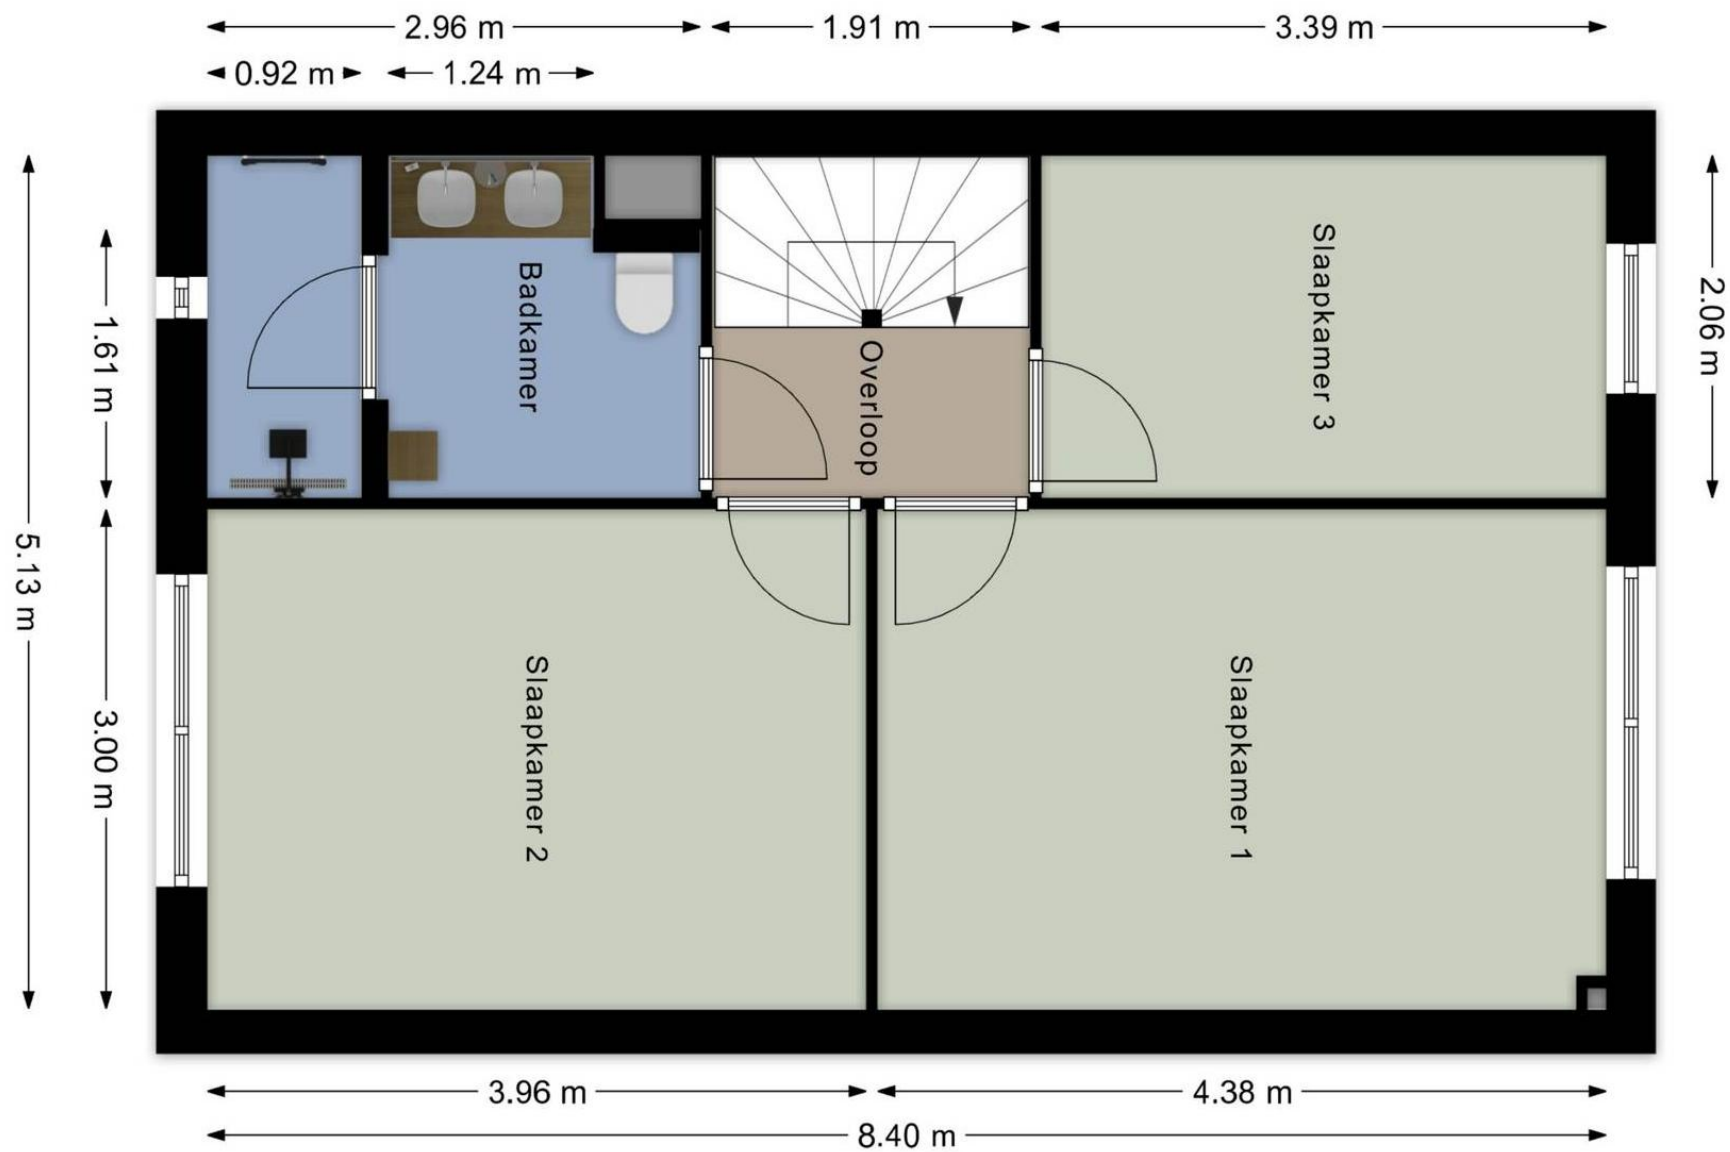 2.96 m
1.91 m
3.39 m
0.92 m
1.24 m
Badkamer
Overloop
Slaapkamer 3
2.06 m
1.61 m
5.13 m
3.00 m
Slaapkamer 2
Slaapkamer 1
3.96 m
4.38 m
8.40 m